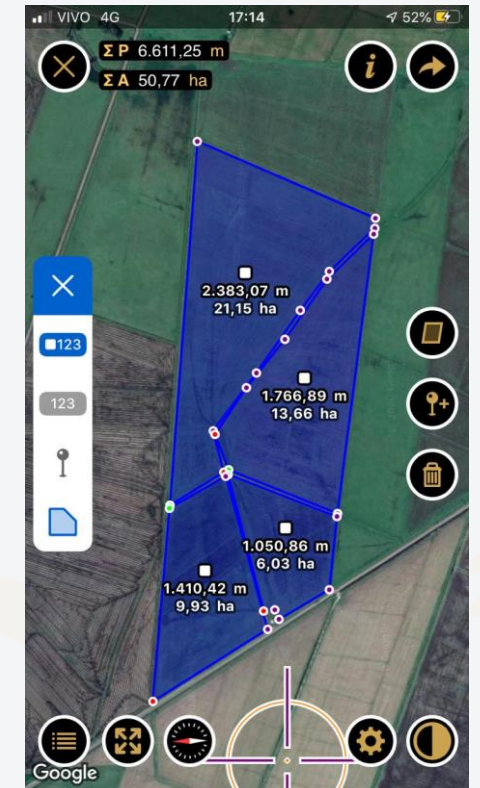 VIVO 4G 17:14 52%
Σ P 6.611,25 m
Σ A 50,77 ha
i
2.383,07 m
21,15 ha
123
123
1.766,89 m
13,66 ha
1.050,86 m
6,03 ha
1.410,42 m
9,93 ha
Google